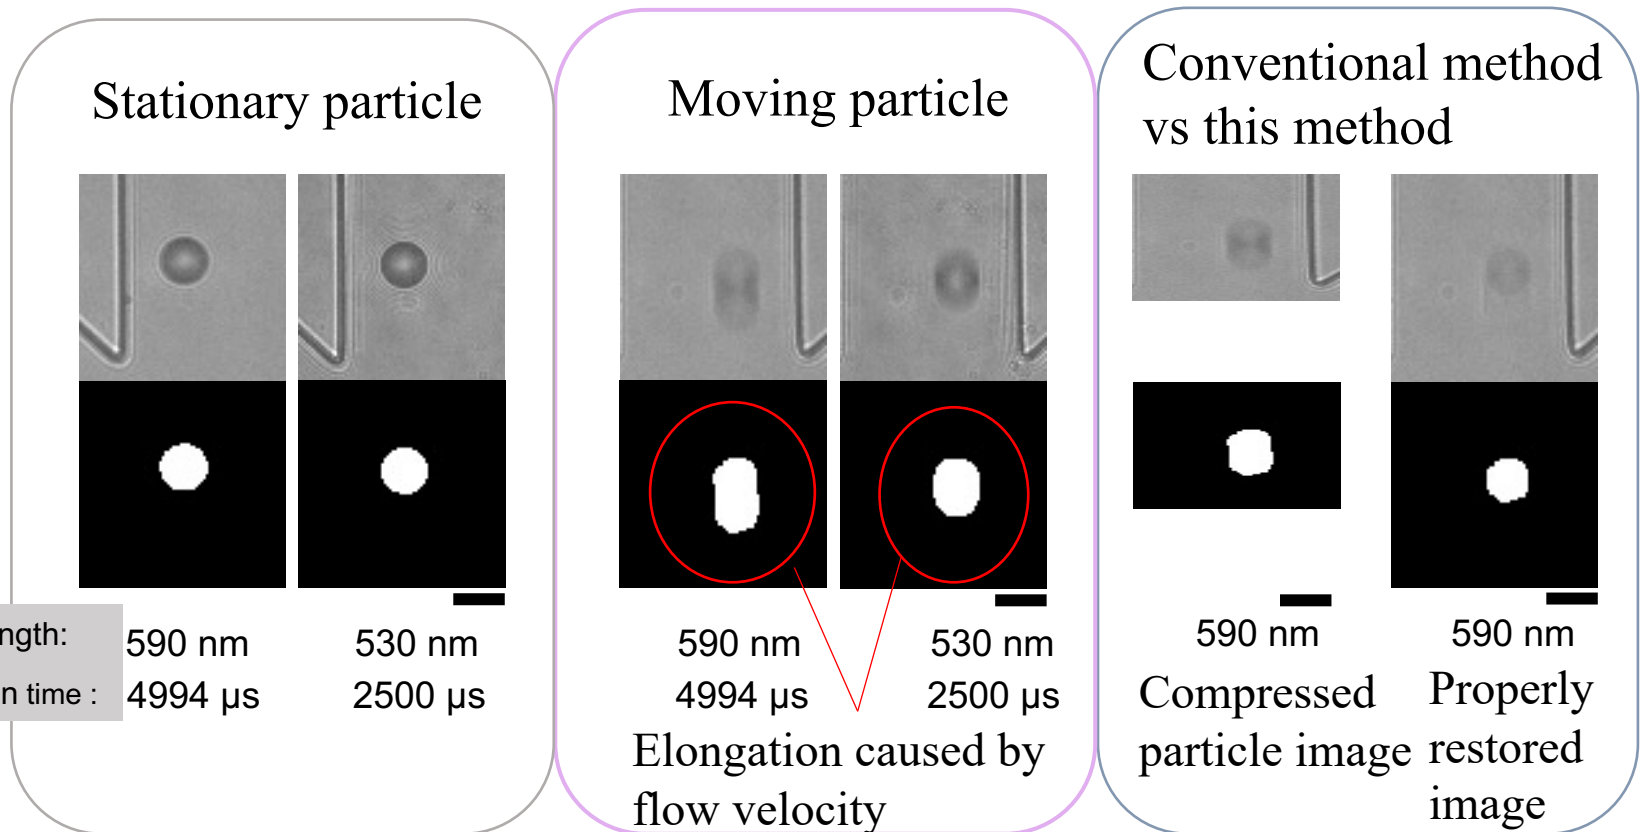 Stationary particle
590 nm
530 nm
4994 µs
2500 µs
ngth:
n time :
Moving particle
590 nm
530 nm
4994 µs
2500 µs
Elongation caused by
flow velocity
Conventional method
vs this method
590 nm
590 nm
Compressed
particle image
Properly
restored
image